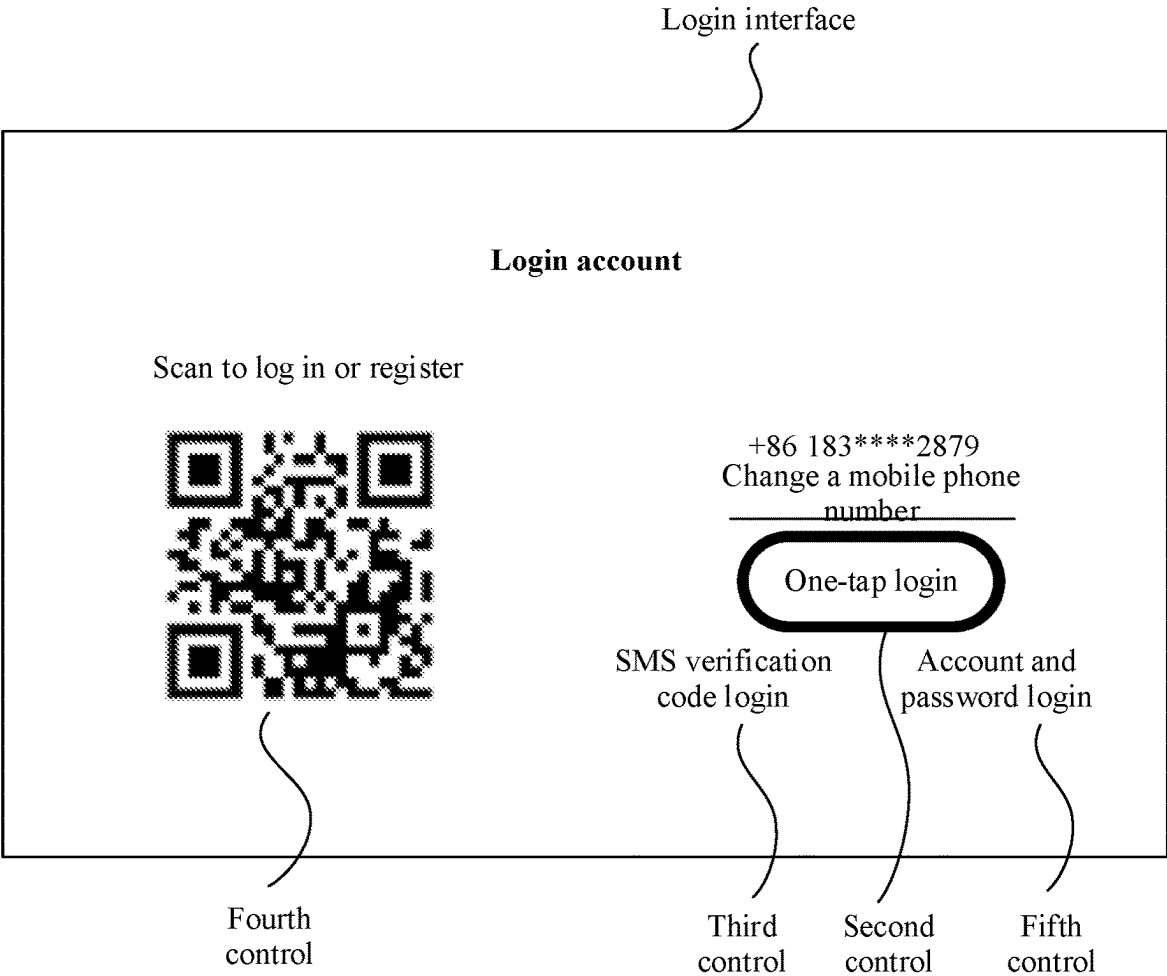 Login interface
Login account
Scan to log in or register
+86 183****2879
Change a mobile phone
number
One-tap login
SMS verification
code login
Account and
password login
Fourth
control
Third
control
Second
control
Fifth
control